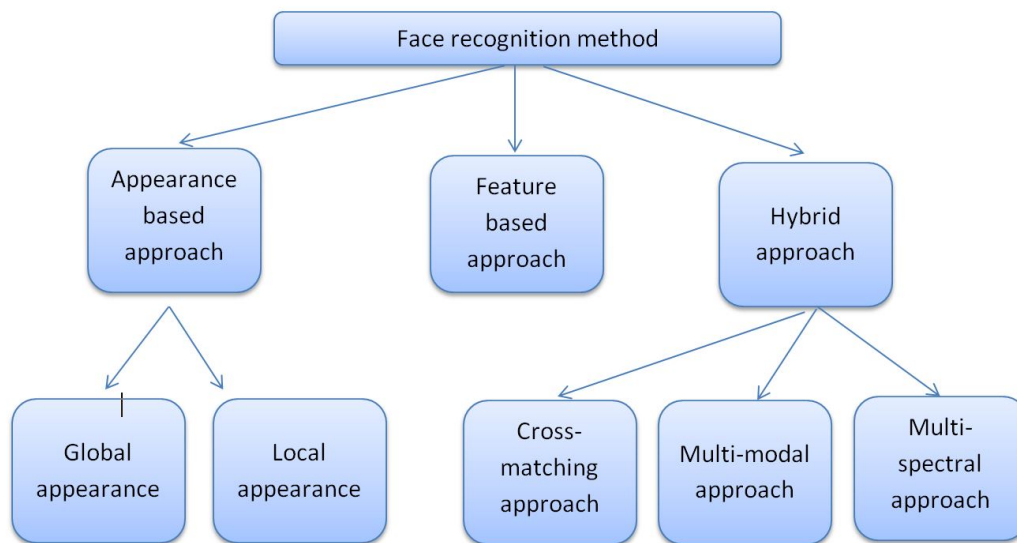 Face recognition method
Appearance
based
approach
Feature
based
approach
Hybrid
approach
Global
appearance
Local
appearance
Cross-
matching
approach
Multi-modal
approach
Multi-
spectral
approach